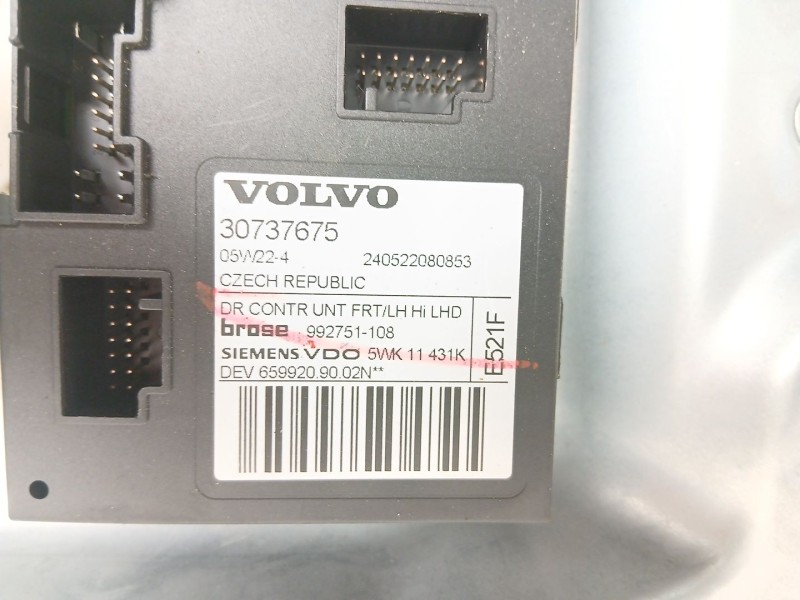 VOLVO
30737675
05W22-4 240522080853
CZECH REPUBLIC
DR CONTR UNT FRT/LH Hi LHD
brose 992751-108
SIEMENS VDO 5WK 11 431K
DEV 659920.90.02N**
E521F